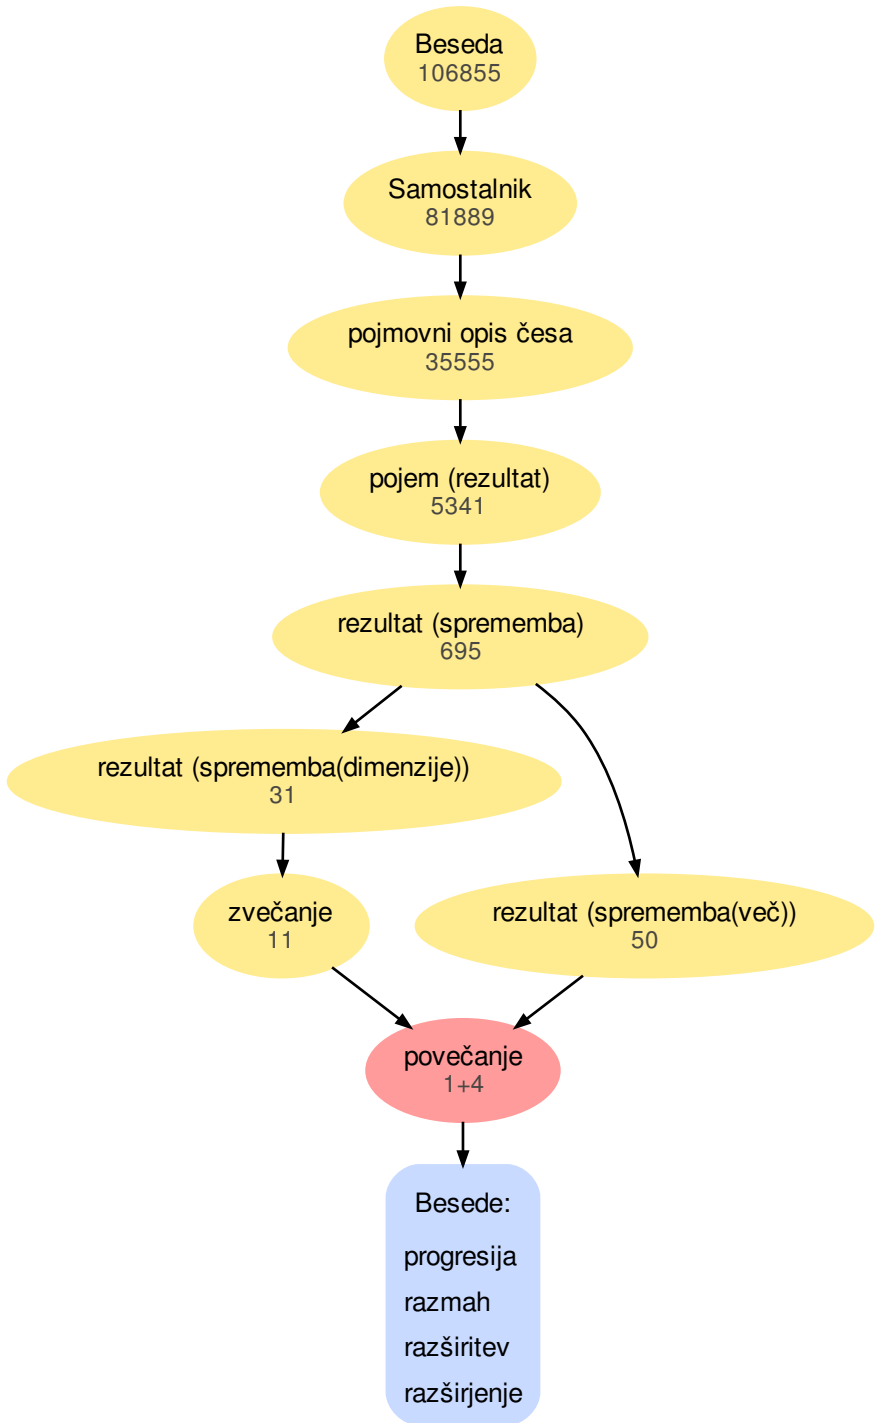 Beseda
106855
Samostalnik
81889
pojmovni opis česa
35555
pojem (rezultat)
5341
rezultat (sprememba)
695
rezultat (sprememba(dimenzije))
31
zvečanje
11
rezultat (sprememba(več))
50
povečanje
1+4
Besede:
progresija
razmah
razširitev
razširjenje